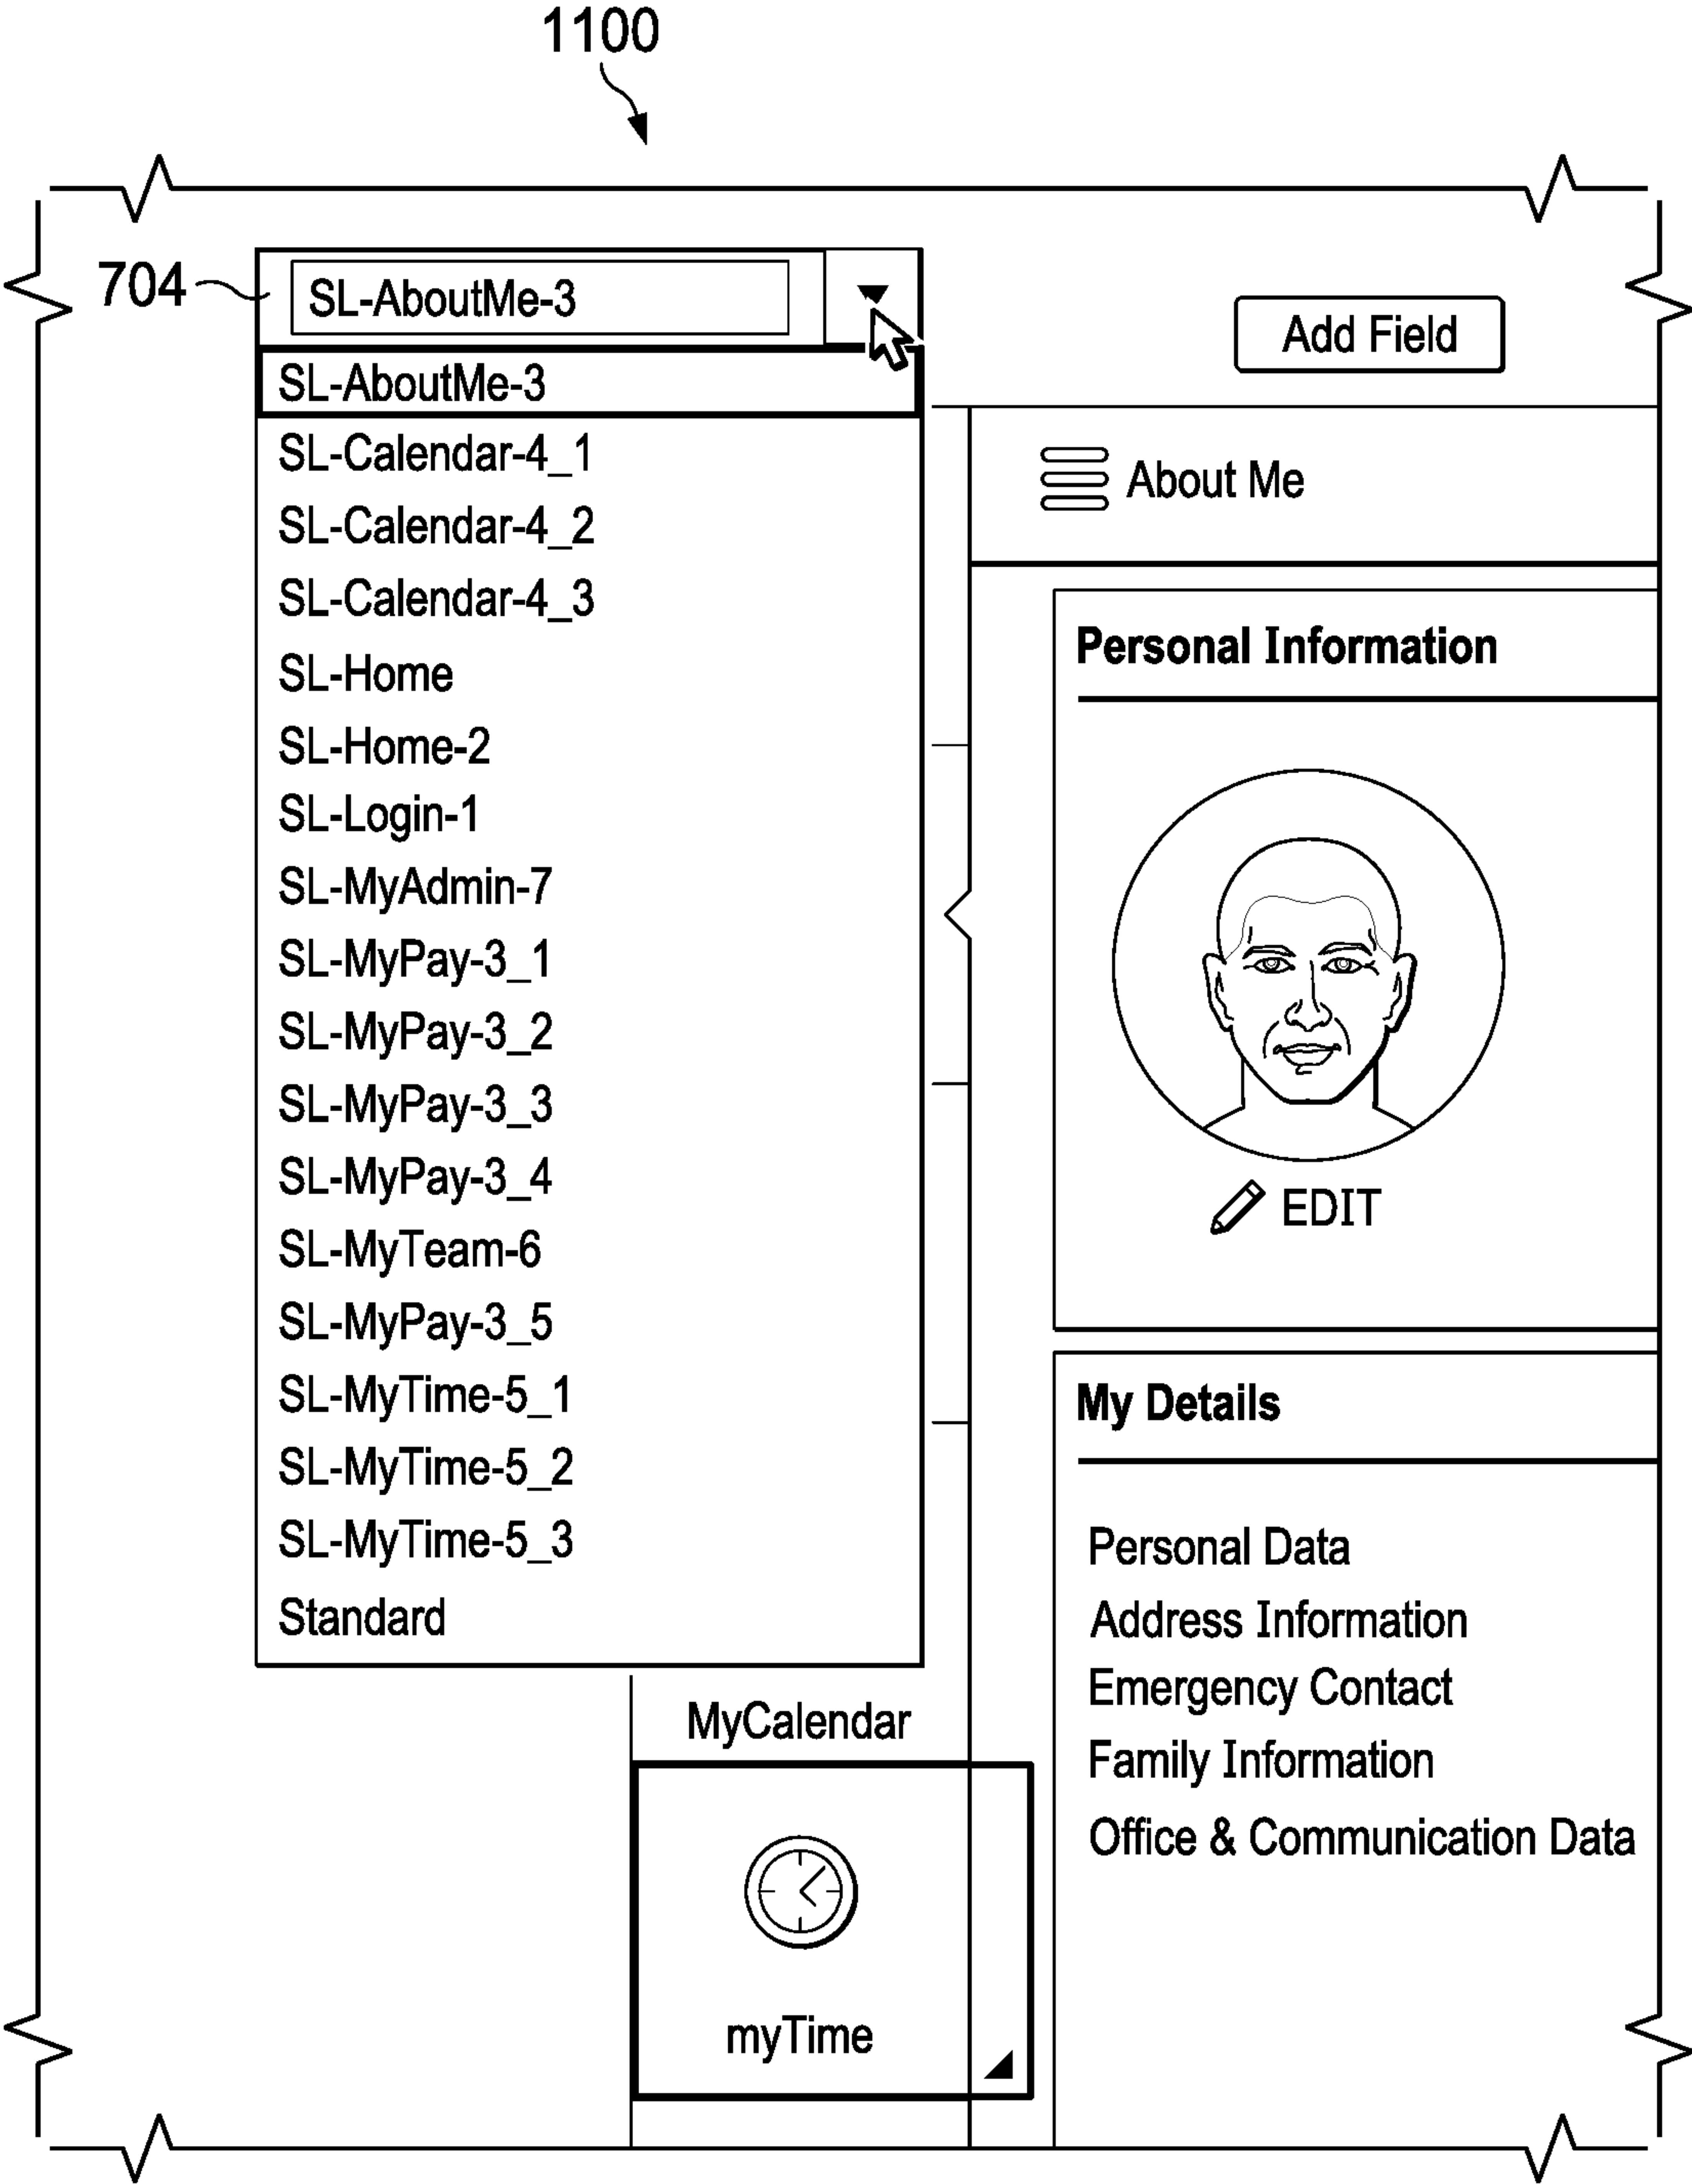 1100
704
SL-AboutMe-3
SL-AboutMe-3
SL-Calendar-4_1
SL-Calendar-4_2
SL-Calendar-4_3
SL-Home
SL-Home-2
SL-Login-1
SL-MyAdmin-7
SL-MyPay-3_1
SL-MyPay-3_2
SL-MyPay-3_3
SL-MyPay-3_4
SL-MyTeam-6
SL-MyPay-3_5
SL-MyTime-5_1
SL-MyTime-5_2
SL-MyTime-5_3
Standard
MyCalendar
myTime
Add Field
About Me
Personal Information
EDIT
My Details
Personal Data
Address Information
Emergency Contact
Family Information
Office & Communication Data